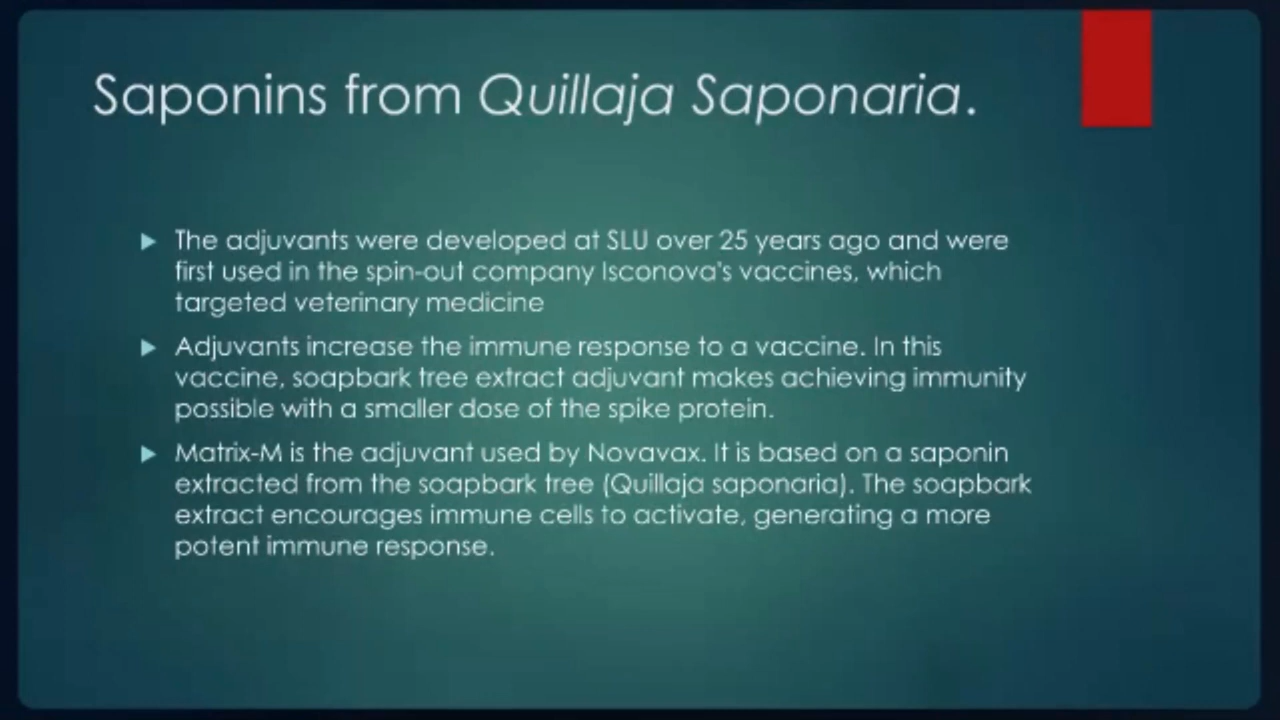 Saponins from Quillaja Saponaria.
The adjuvants were developed at SLU over 25 years ago and were
first used in the spin-out company Isconova's vaccines, which
targeted veterinary medicine
Adjuvants increase the immune response to a vaccine. In this
vaccine, soapbark tree extract adjuvant makes achieving immunity
possible with a smaller dose of the spike protein.
Matrix-M is the adjuvant used by Novavax. It is based on a saponin
extracted from the soapbark tree (Quillaja saponaria). The soapbark
extract encourages immune cells to activate, generating a more
potent immune response.